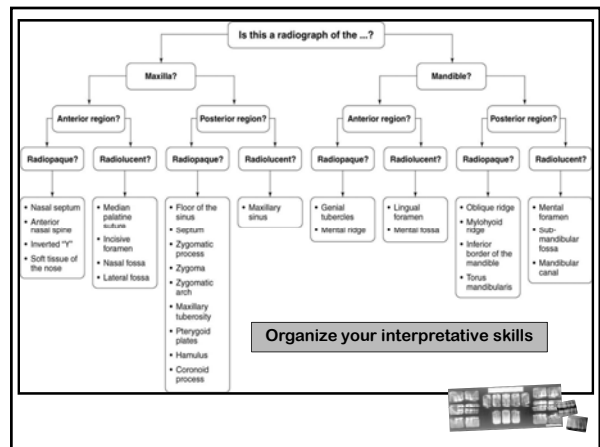 Is this a radiograph of the ...?
Maxilla?
Mandible?
Anterior region?
Posterior region?
Anterior region?
Posterior region?
Radiopaque?
Radiolucent?
Radiopaque?
Radiolucent?
Radiopaque?
Radiolucent?
Radiopaque?
Radiolucent?
• Nasal septum
• Anterior
nasal spine
• Inverted "Y"
• Soft tissue of
the nose
• Median
palatine
suture
• Incisive
foramen
• Nasal fossa
• Lateral fossa
• Floor of the
sinus
• Septum
• Zygomatic
process
• Zygoma
• Zygomatic
arch
• Maxillary
tuberosity
• Pterygoid
plates
• Hamulus
• Coronoid
process
• Maxillary
sinus
• Genial
tubercles
• Mental ridge
• Lingual
foramen
• Mental fossa
• Oblique ridge
• Mylohyoid
ridge
• Inferior
border of the
mandible
• Torus
mandibularis
• Mental
foramen
• Sub-
mandibular
fossa
• Mandibular
canal
Organize your interpretative skills